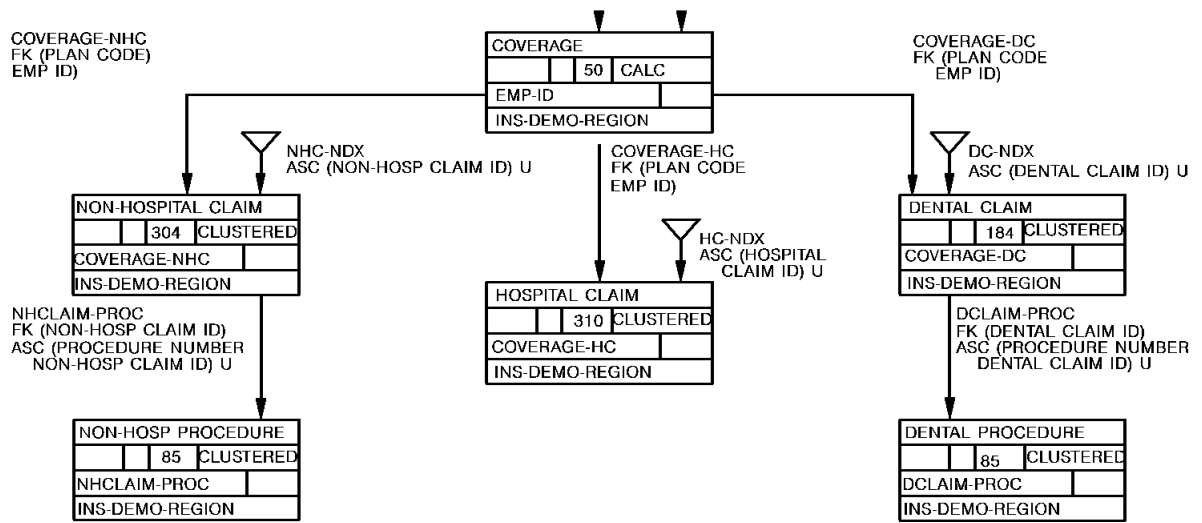 COVERAGE-NHC
FK (PLAN CODE)
EMP ID)
COVERAGE
50 CALC
EMP-ID
INS-DEMO-REGION
COVERAGE-DC
FK (PLAN CODE
EMP ID)
NHC-NDX
ASC (NON-HOSP CLAIM ID) U
COVERAGE-HC
FK (PLAN CODE
EMP ID)
DC-NDX
ASC (DENTAL CLAIM ID) U
NON-HOSPITAL CLAIM
304 CLUSTERED
COVERAGE-NHC
INS-DEMO-REGION
HC-NDX
ASC (HOSPITAL
CLAIM ID) U
DENTAL CLAIM
184 CLUSTERED
COVERAGE-DC
INS-DEMO-REGION
HOSPITAL CLAIM
310 CLUSTERED
COVERAGE-HC
INS-DEMO-REGION
NHCLAIM-PROC
FK (NON-HOSP CLAIM ID)
ASC (PROCEDURE NUMBER
NON-HOSP CLAIM ID) U
DCLAIM-PROC
FK (DENTAL CLAIM ID)
ASC (PROCEDURE NUMBER
DENTAL CLAIM ID) U
NON-HOSP PROCEDURE
85 CLUSTERED
NHCLAIM-PROC
INS-DEMO-REGION
DENTAL PROCEDURE
85 CLUSTERED
DCLAIM-PROC
INS-DEMO-REGION